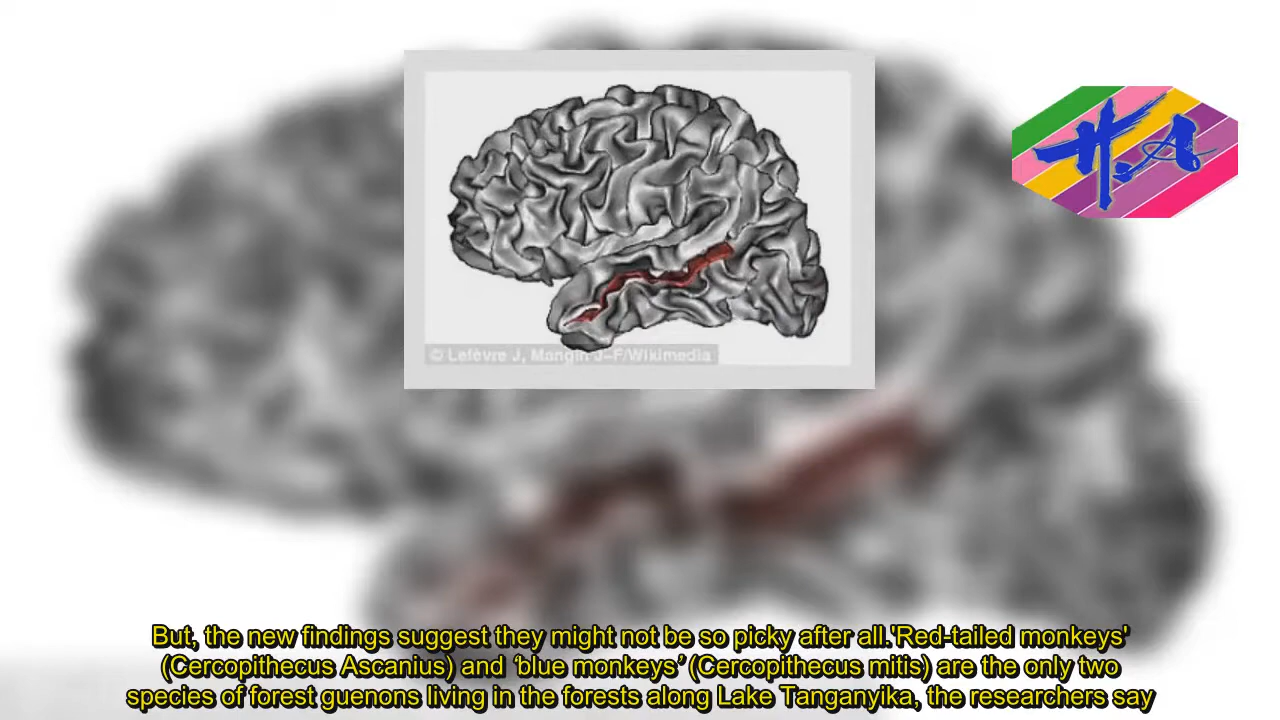 H.A
© Lefèvre J, Mangin J-F/Wikimedia
But, the new findings suggest they might not be so picky after all.'Red-tailed monkeys'
(Cercopithecus Ascanius) and ‘blue monkeys’ (Cercopithecus mitis) are the only two
species of forest guenons living in the forests along Lake Tanganyika, the researchers say